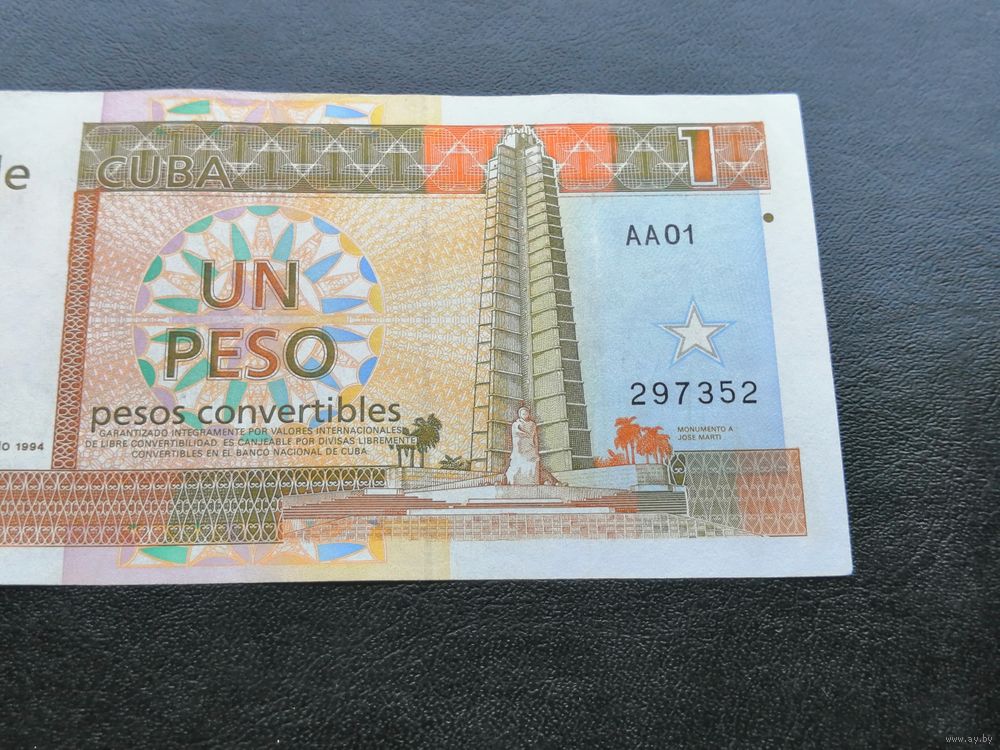 de
CUBA
1
AA01
UN
PESO
pesos convertibles
GARANTIZADO INTEGRAMENTE POR VALORES INTERNACIONALES
DE LIBRE CONVERTIBILIDAD. ES CANJEABLE POR DIVISAS LIBREMENTE
CONVERTIBLES EN EL BANCO NACIONAL DE CUBA
297352
MONUMENTO A
JOSE MARTI
1994
www.ay.by